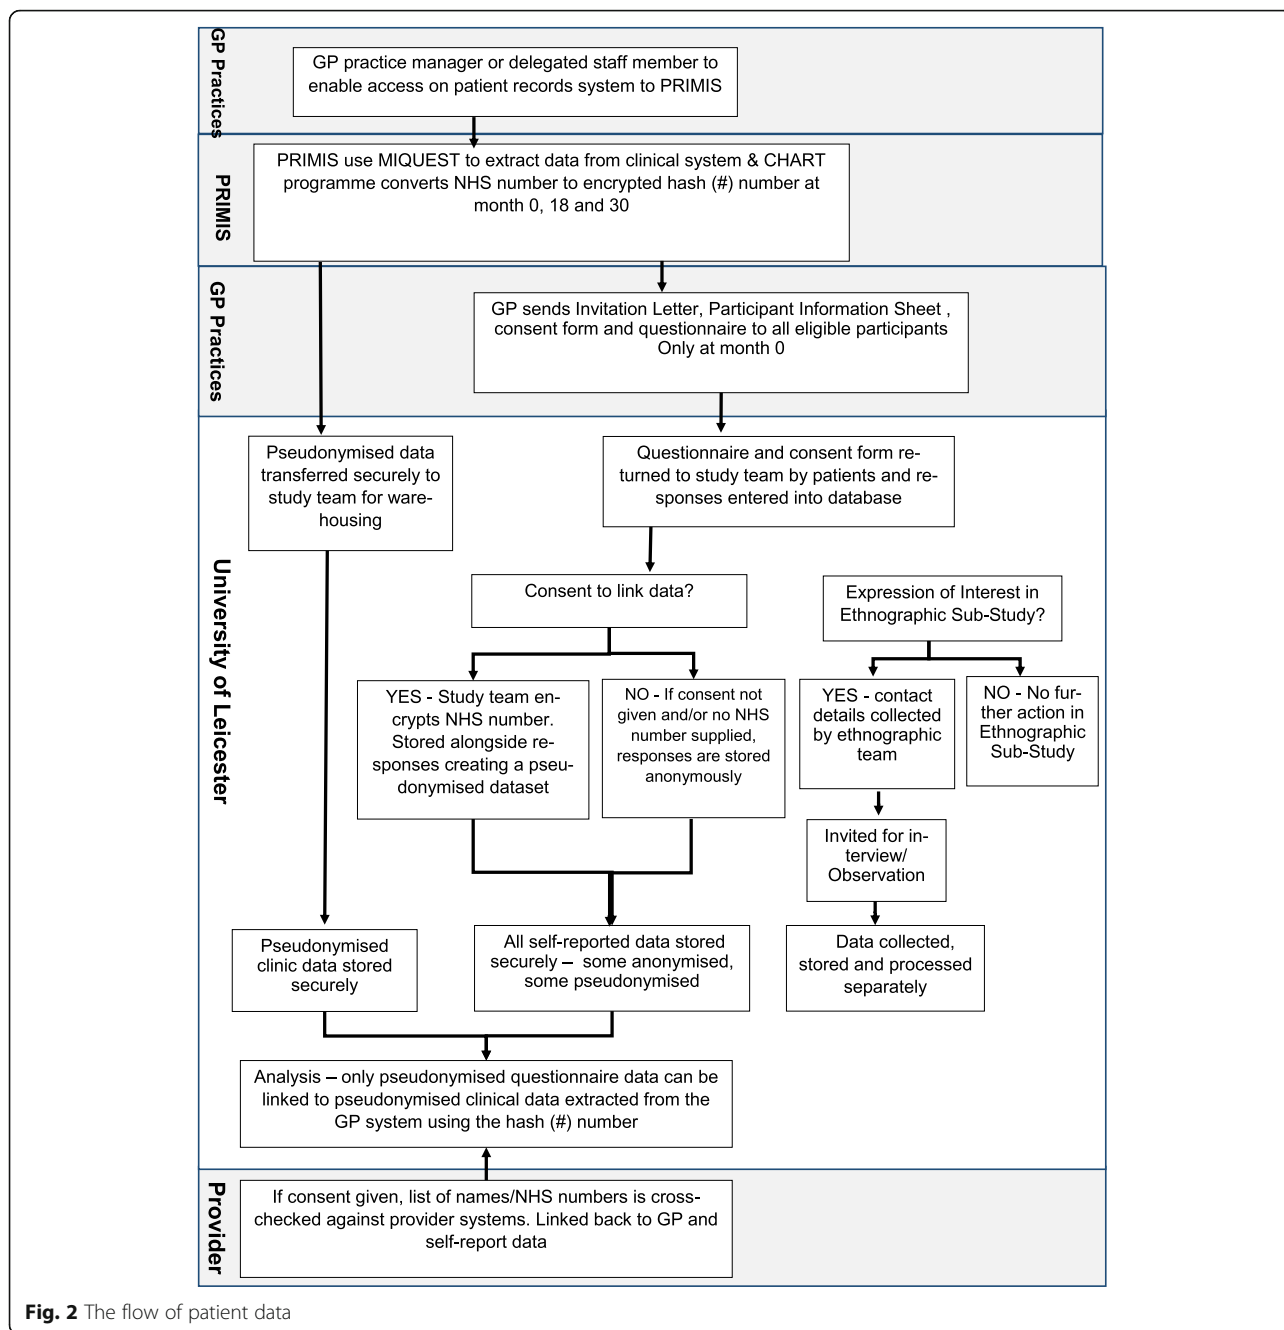 GP Practices
GP practice manager or delegated staff member to
enable access on patient records system to PRIMIS
PRIMIS
PRIMIS use MIQUEST to extract data from clinical system & CHART
programme converts NHS number to encrypted hash (#) number at
month 0, 18 and 30
GP Practices
GP sends Invitation Letter, Participant Information Sheet ,
consent form and questionnaire to all eligible participants
Only at month 0
University of Leicester
Pseudonymised data
transferred securely to
study team for ware-
housing
Questionnaire and consent form re-
turned to study team by patients and re-
sponses entered into database
Consent to link data?
Expression of Interest in
Ethnographic Sub-Study?
YES - Study team en-
crypts NHS number.
Stored alongside re-
sponses creating a pseu-
donymised dataset
NO - If consent not
given and/or no NHS
number supplied,
responses are stored
anonymously
YES - contact
details collected
by ethnographic
team
NO - No fur-
ther action in
Ethnographic
Sub-Study
Invited for in-
terview/
Observation
Pseudonymised
clinic data stored
securely
All self-reported data stored
securely – some anonymised,
some pseudonymised
Data collected,
stored and processed
separately
Analysis – only pseudonymised questionnaire data can be
linked to pseudonymised clinical data extracted from the
GP system using the hash (#) number
Provider
If consent given, list of names/NHS numbers is cross-
checked against provider systems. Linked back to GP and
self-report data
Fig. 2 The flow of patient data